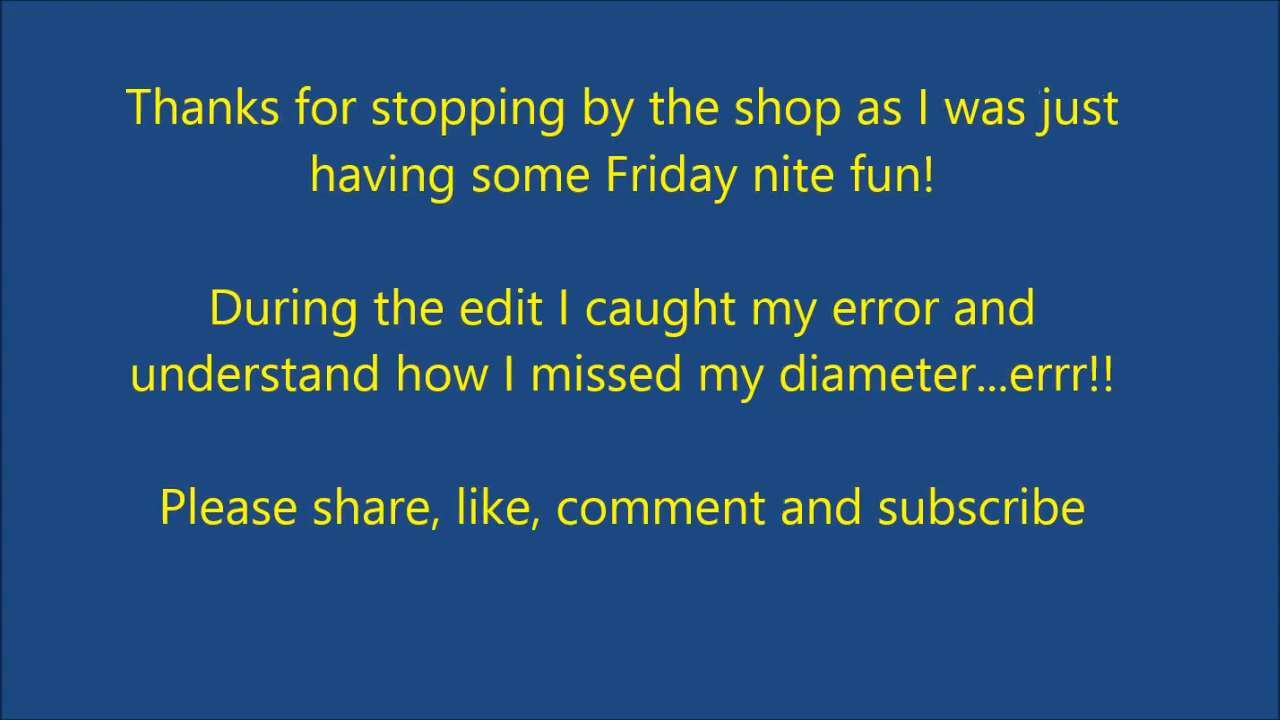 Thanks for stopping by the shop as I was just
having some Friday nite fun!
During the edit I caught my error and
understand how I missed my diameter...errr!!
Please share, like, comment and subscribe